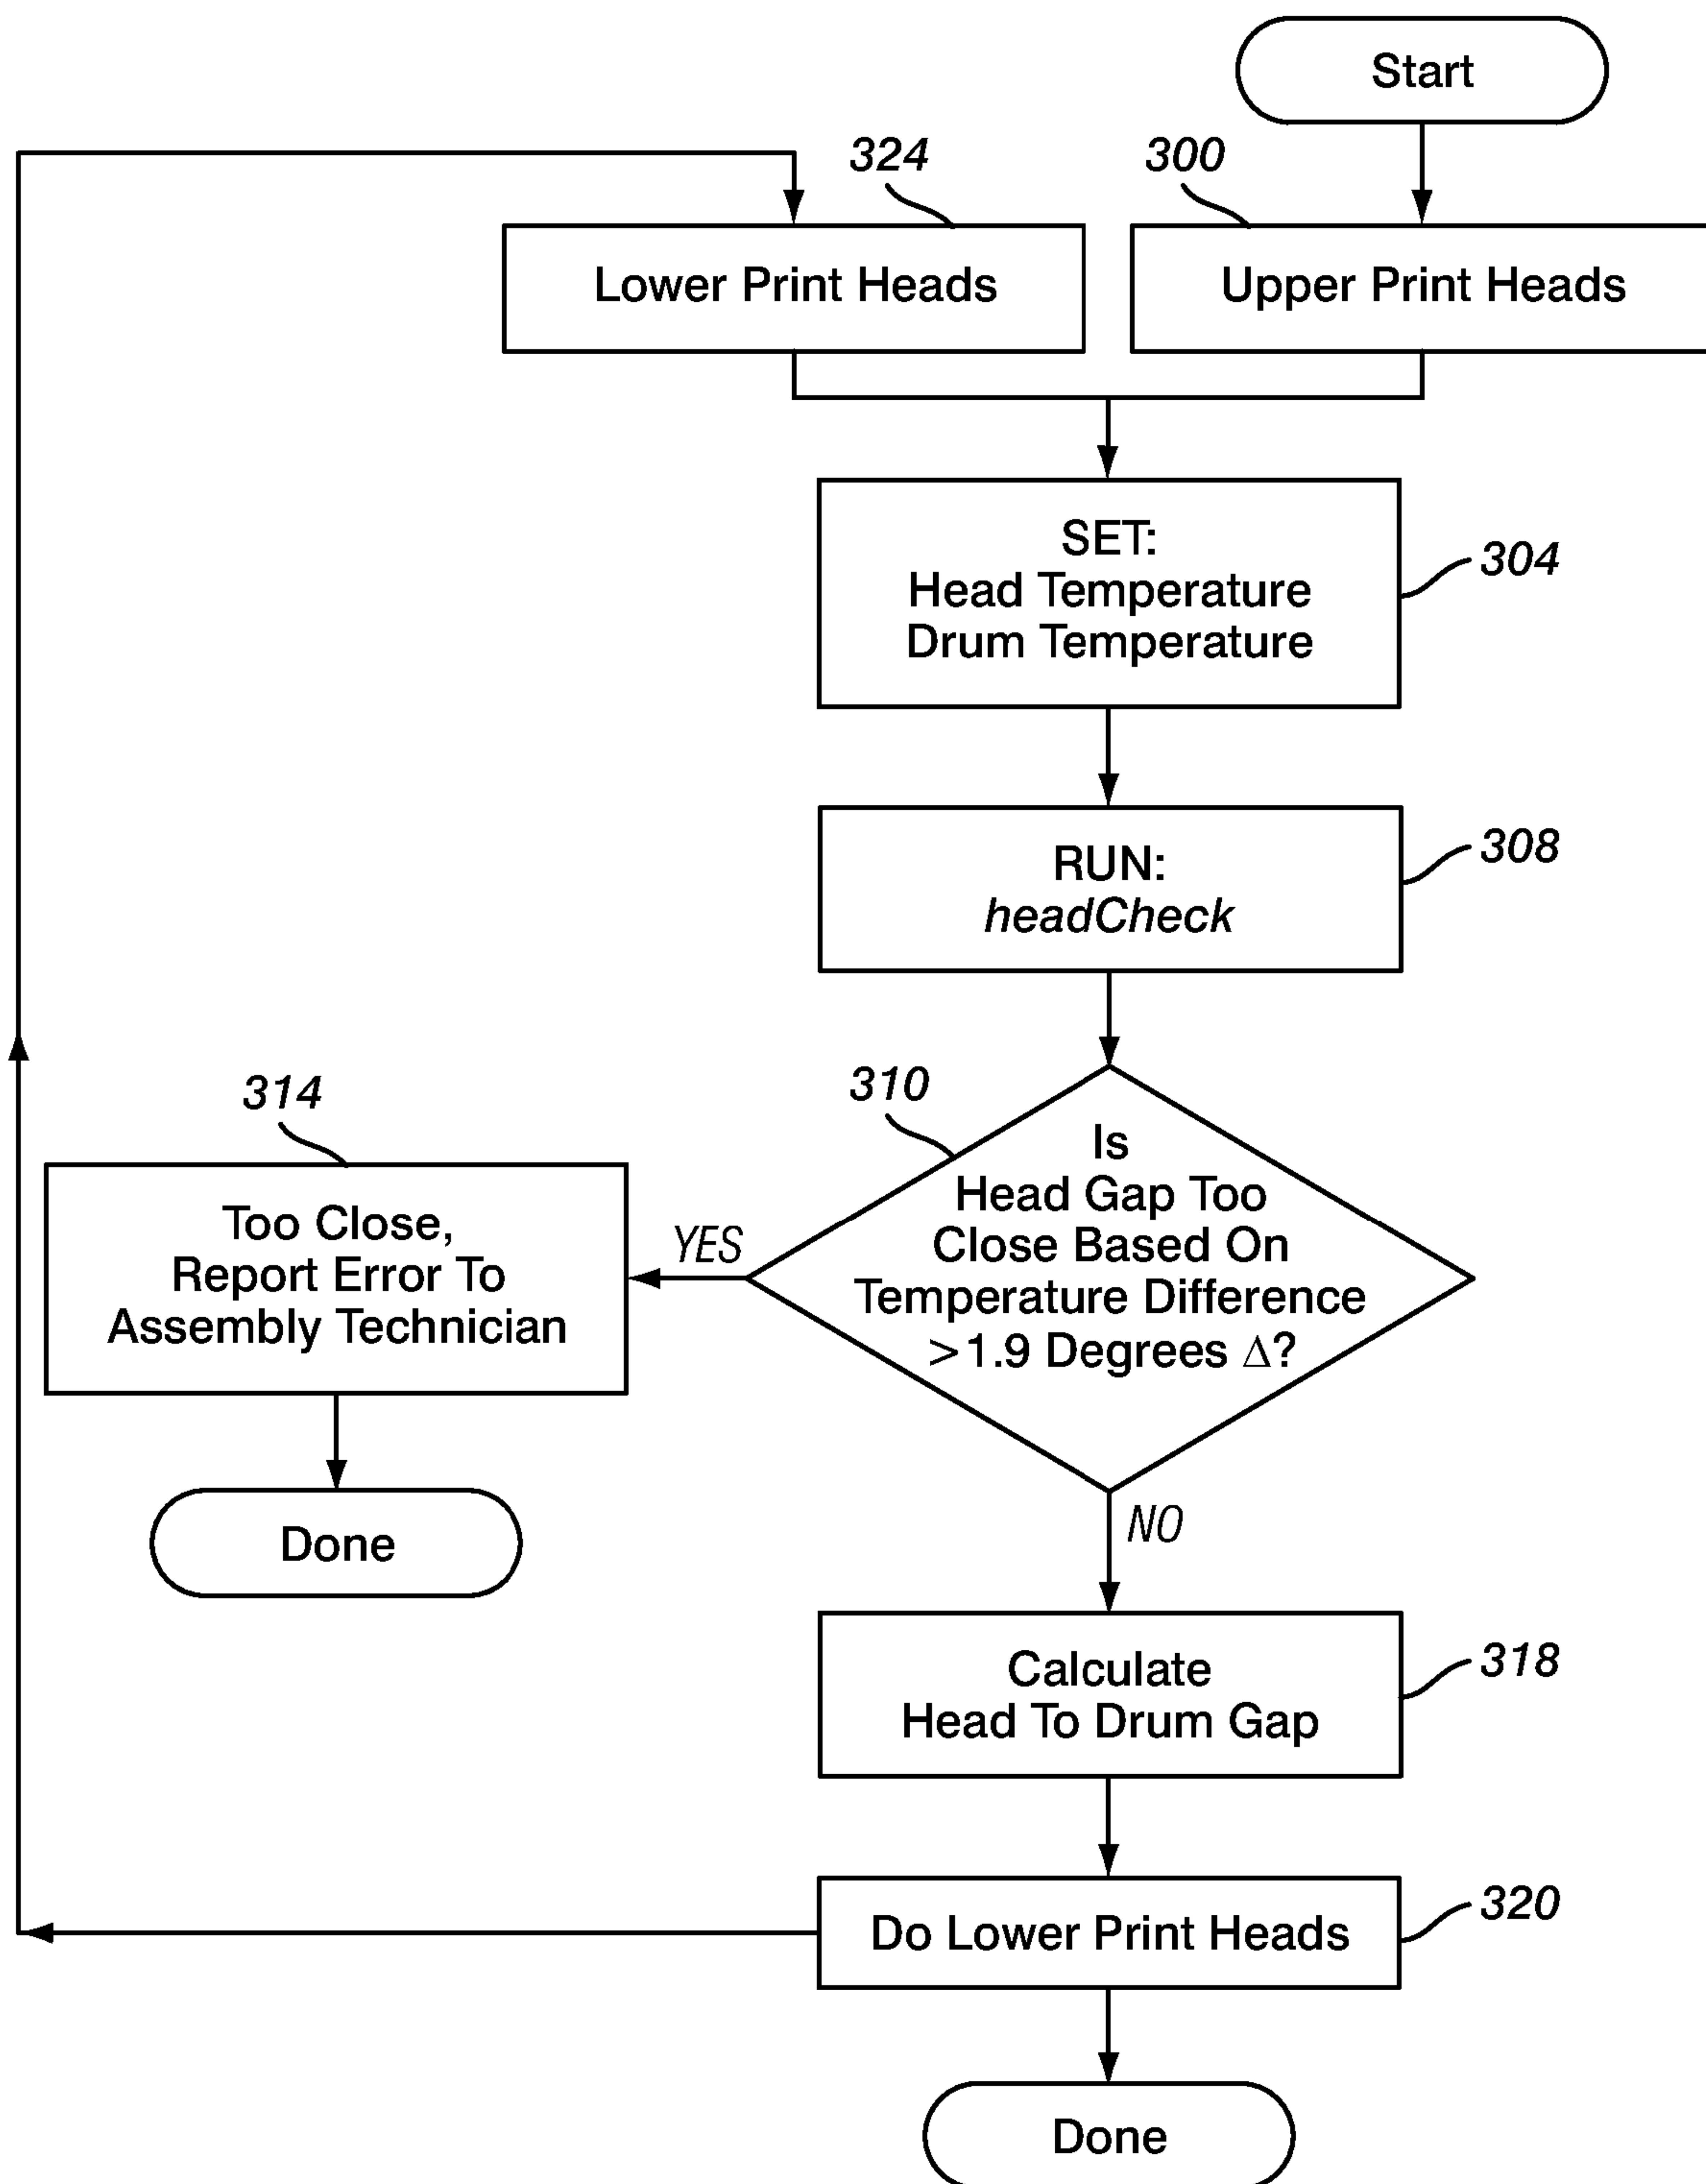 Start
324
300
Lower Print Heads
Upper Print Heads
SET:
Head Temperature
Drum Temperature
304
RUN:
headCheck
308
310
Is
Head Gap Too
Close Based On
Temperature Difference
>1.9 Degrees Δ?
314
YES
Too Close,
Report Error To
Assembly Technician
Done
NO
Calculate
Head To Drum Gap
318
Do Lower Print Heads
320
Done